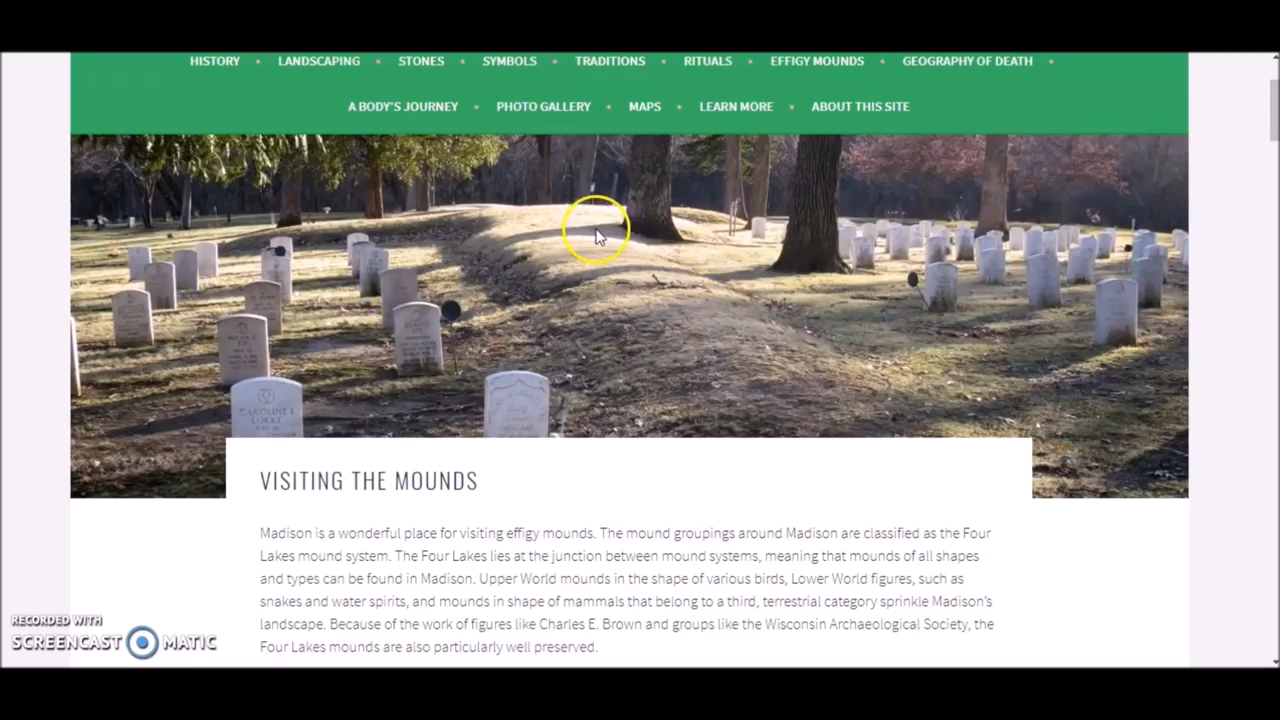 HISTORY • LANDSCAPING • STONES • SYMBOLS • TRADITIONS • RITUALS • EFFIGY MOUNDS • GEOGRAPHY OF DEATH •
A BODY'S JOURNEY • PHOTO GALLERY • MAPS • LEARN MORE • ABOUT THIS SITE
CAROLINE K
LOKKE
VISITING THE MOUNDS
Madison is a wonderful place for visiting effigy mounds. The mound groupings around Madison are classified as the Four
Lakes mound system. The Four Lakes lies at the junction between mound systems, meaning that mounds of all shapes
and types can be found in Madison. Upper World mounds in the shape of various birds, Lower World figures, such as
snakes and water spirits, and mounds in shape of mammals that belong to a third, terrestrial category sprinkle Madison's
landscape. Because of the work of figures like Charles E. Brown and groups like the Wisconsin Archaeological Society, the
Four Lakes mounds are also particularly well preserved.
RECORDED WITH
SCREENCAST MATIC